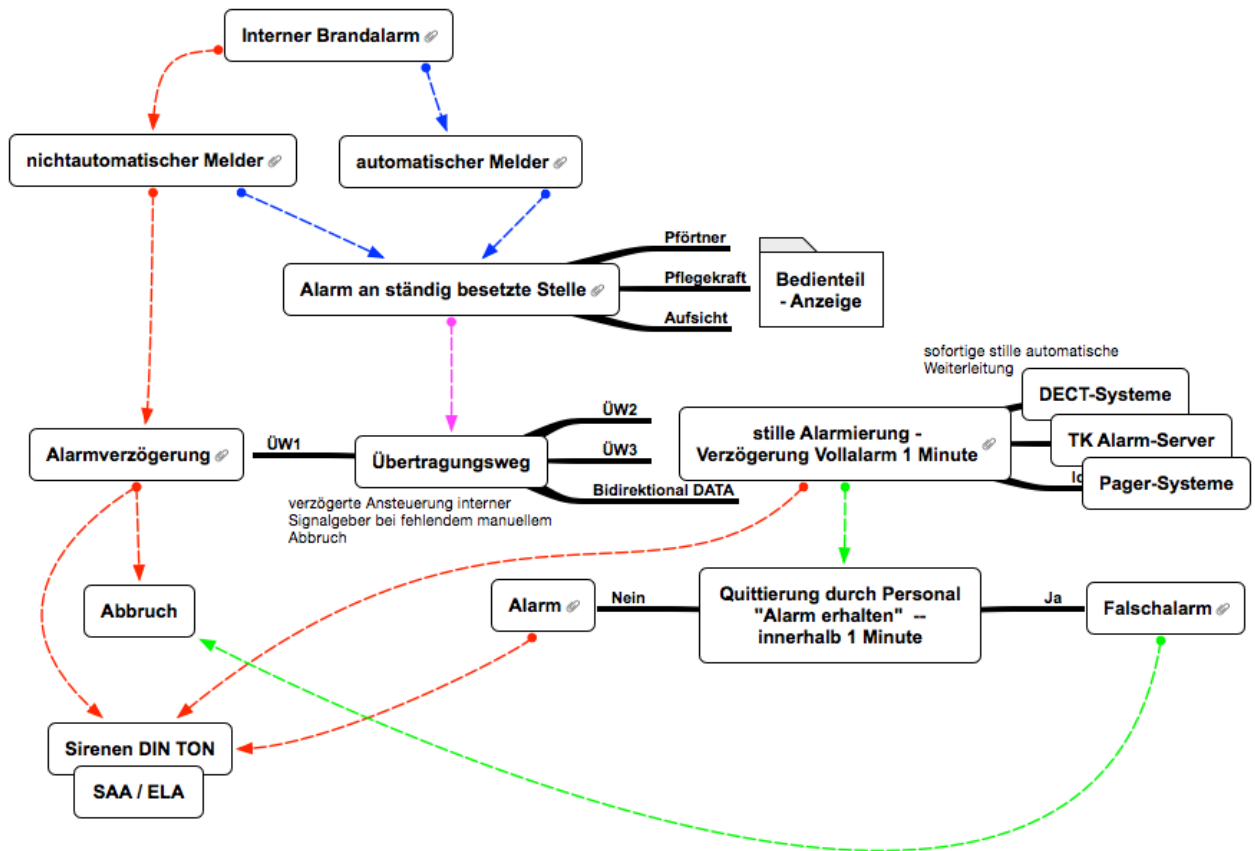 Interner Brandalarm
nichtautomatischer Melder
automatischer Melder
Pförtner
Alarm an ständig besetzte Stelle
Pflegekraft
Aufsicht
Bedienteil
- Anzeige
sofortige stille automatische
Weiterleitung
DECT-Systeme
TK Alarm-Server
Pager-Systeme
stille Alarmierung -
Verzögerung Vollalarm 1 Minute
Alarmverzögerung
ÜW1
Übertragungsweg
ÜW2
ÜW3
Bidirektional DATA
verzögerte Ansteuerung interner
Signalgeber bei fehlendem manuellem
Abbruch
Abbruch
Alarm
Nein
Quittierung durch Personal
"Alarm erhalten" --
innerhalb 1 Minute
Ja
Falschalarm
Sirenen DIN TON
SAA / ELA